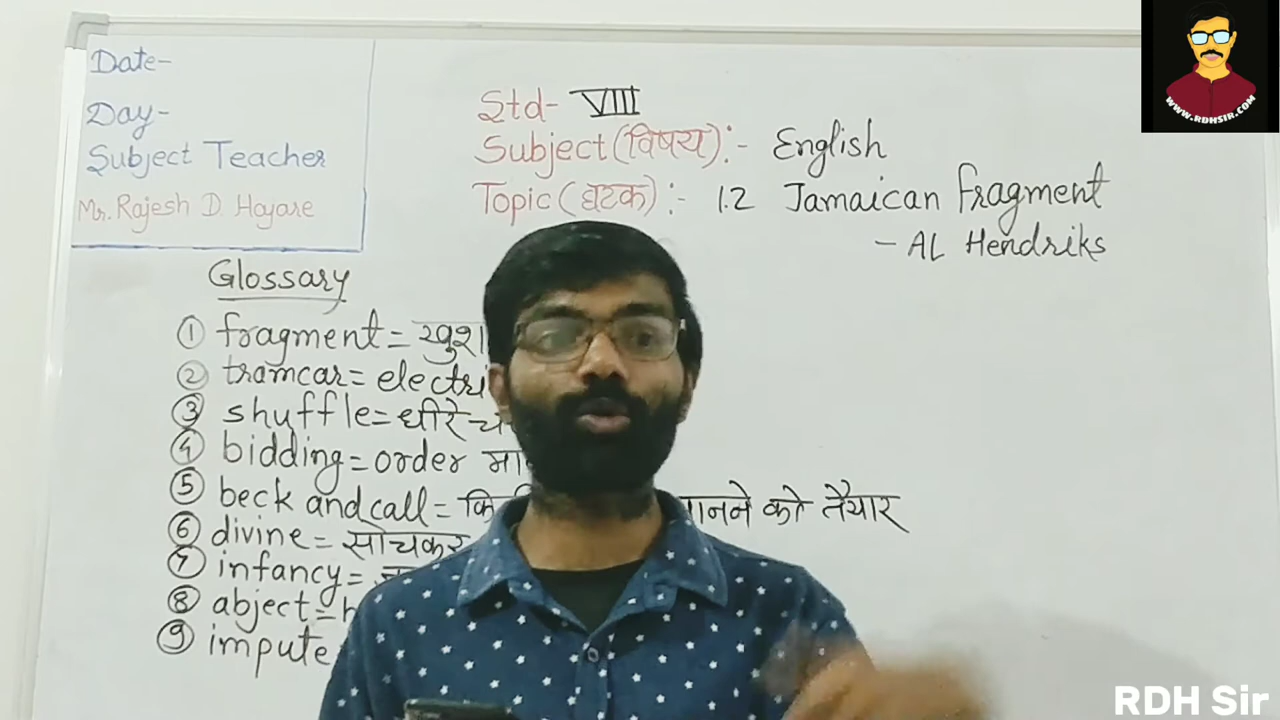 Date-
Day-
Subject Teacher
Mr. Rajesh D Hajare
Std- VIII
Subject (विषय):- English
Topic (घटक):- 1.2 Jamaican Fragment
- AL Hendriks
Glossary
① fragment =
② tramcar = electri
③ shuffle = धीरे
④ bidding = order
⑤ beck and call = मानने को तैयार
⑥ divine = सोचकर
⑦ infancy =
⑧ abject =
⑨ impute
WWW.RDHSIR.COM
RDH Sir